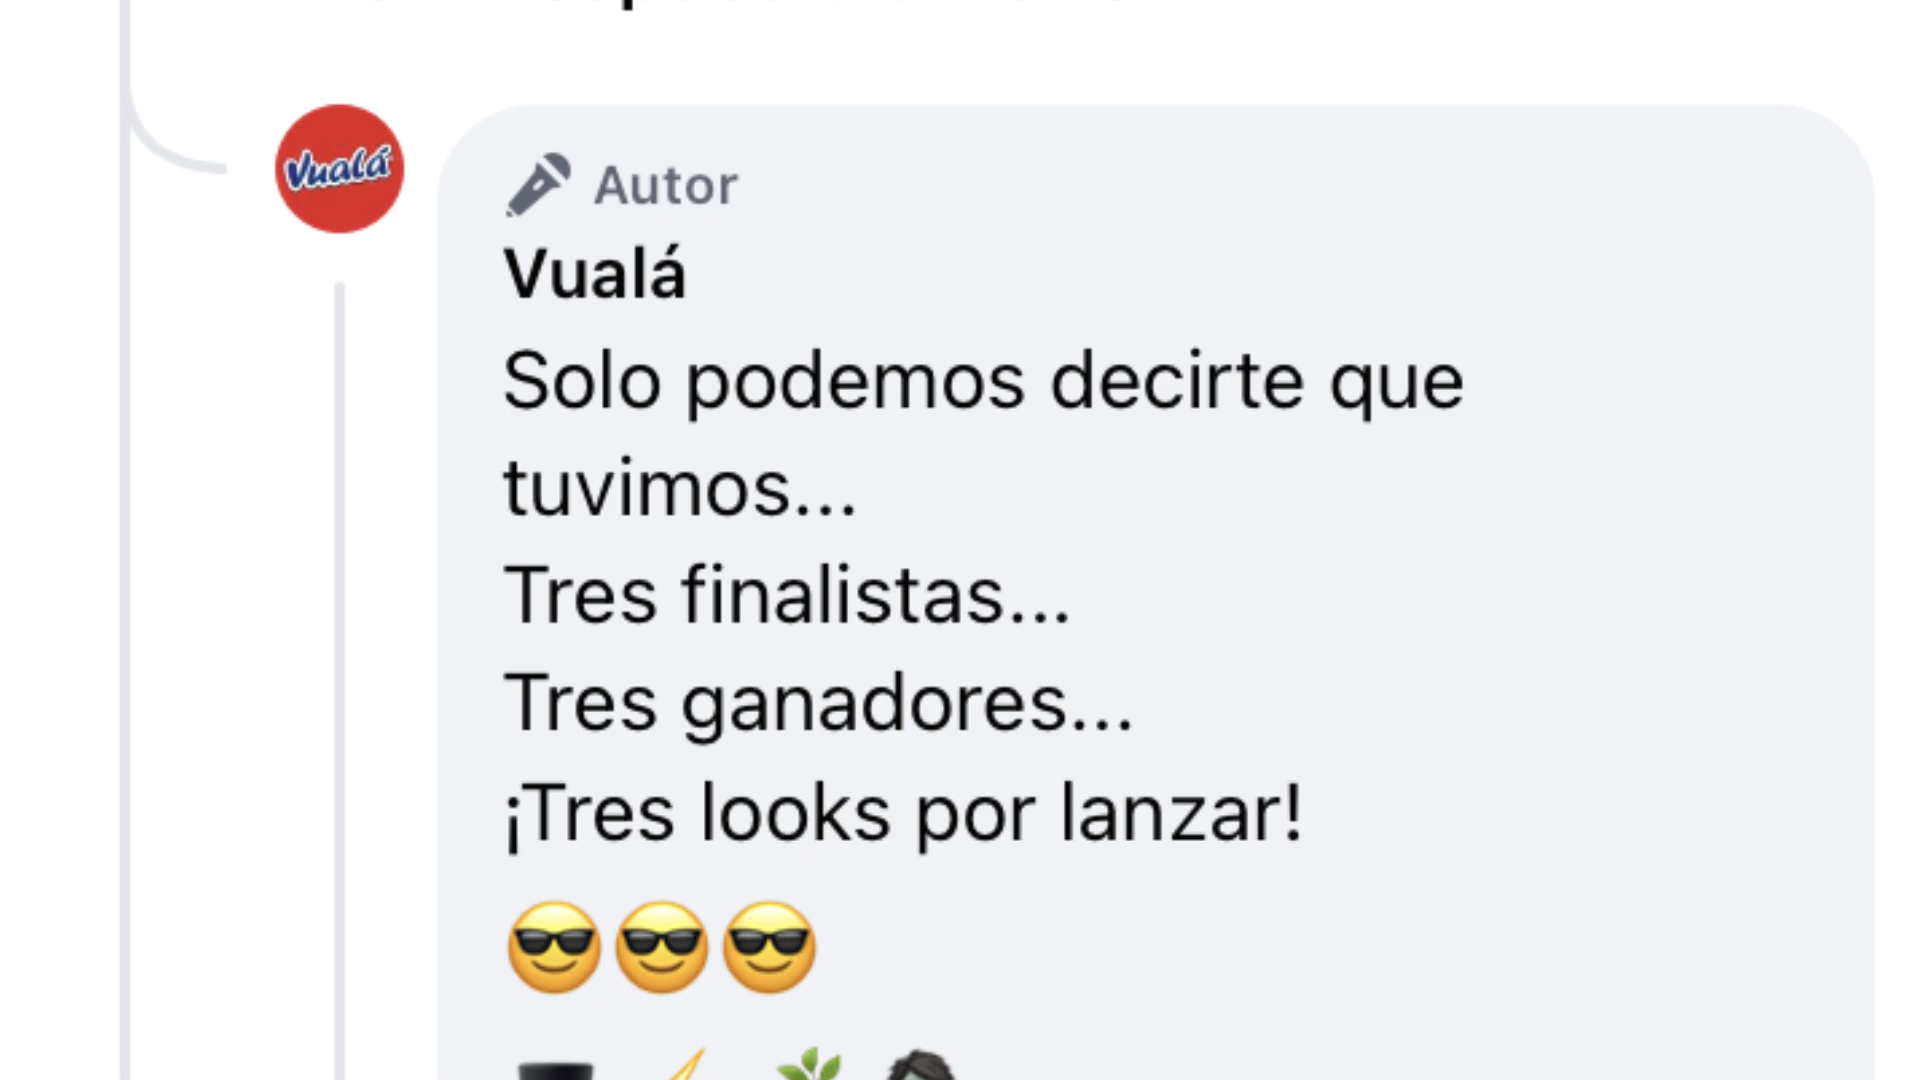 Vualá
Autor
Vualá
Solo podemos decirte que
tuvimos...
Tres finalistas...
Tres ganadores...
¡Tres looks por lanzar!
😎😎😎